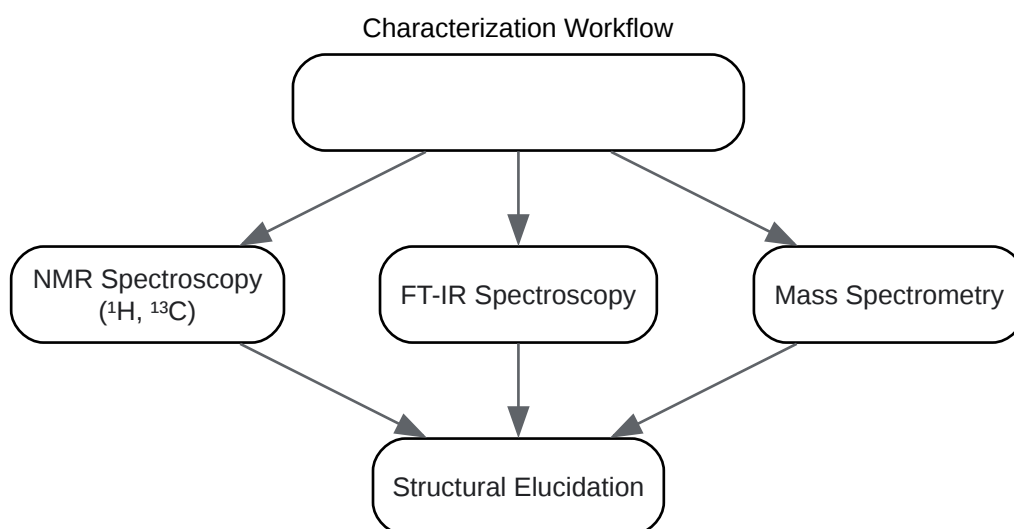 Characterization Workflow
NMR Spectroscopy
(¹H, ¹³C)
FT-IR Spectroscopy
Mass Spectrometry
Structural Elucidation